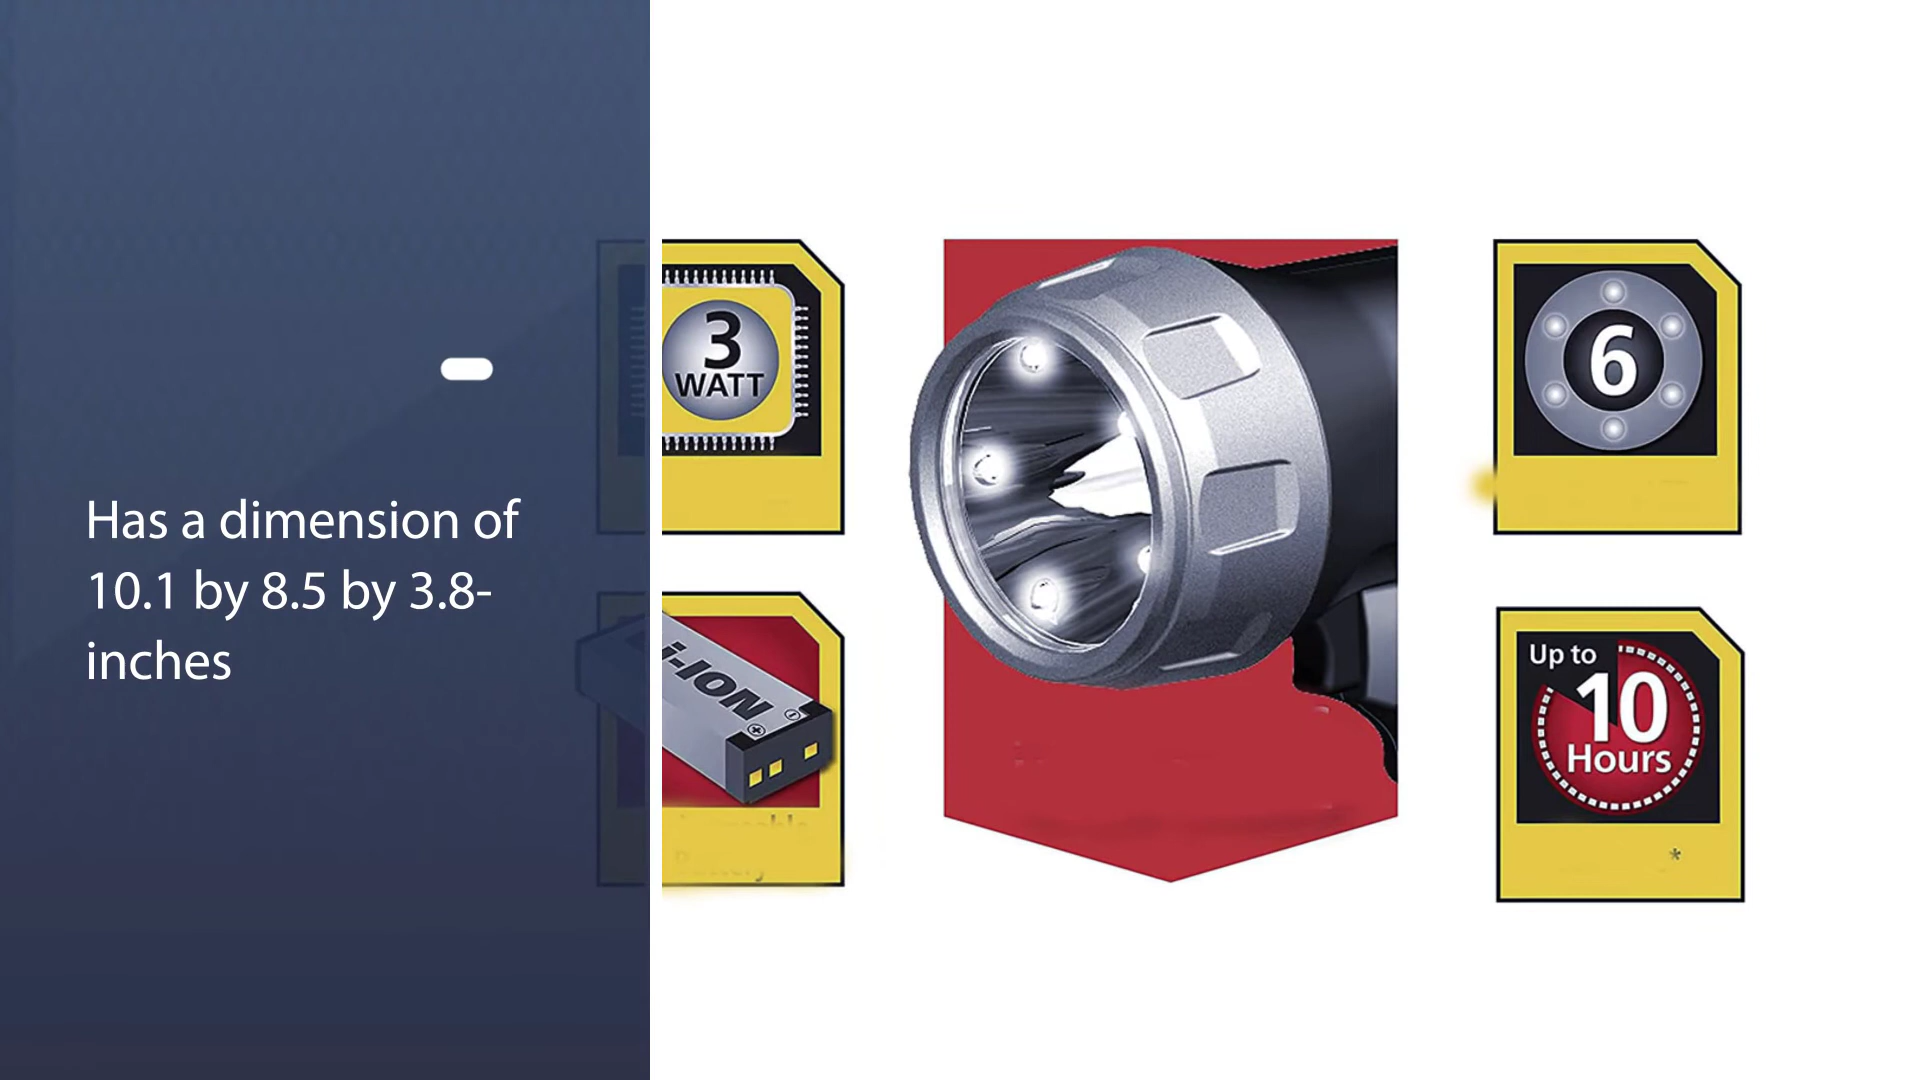 Has a dimension of
10.1 by 8.5 by 3.8-
inches
3
WATT
i-ION
6
Up to
10
Hours
*